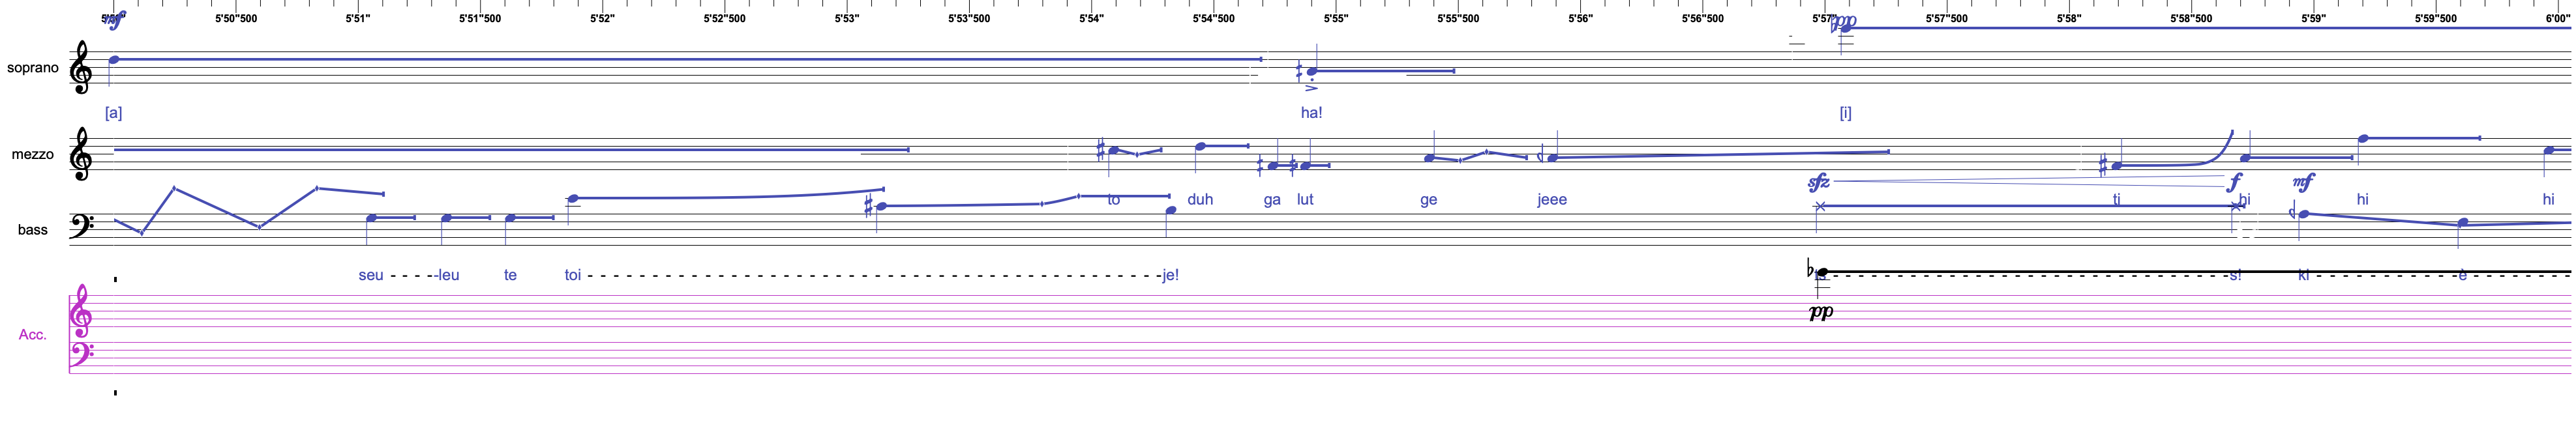 5'50"500 5'51" 5'51"500 5'52" 5'52"500 5'53" 5'53"500 5'54" 5'54"500 5'55" 5'55"500 5'56" 5'56"500 5'57" 5'57"500 5'58" 5'58"500 5'59" 5'59"500 6'00"
mf pp
soprano
[a] ha! [i]
mezzo
sfz f mf
to duh ga lut ge jeee ti hi hi hi
bass
seu - - - - - -leu te toi - - - - - - - - - - - - - - - - - - - - - - - - - - - - - - - - - - - - - - - -je! s! ki - - - - - - - - - - - - è - - - - - - - -
pp
Acc.